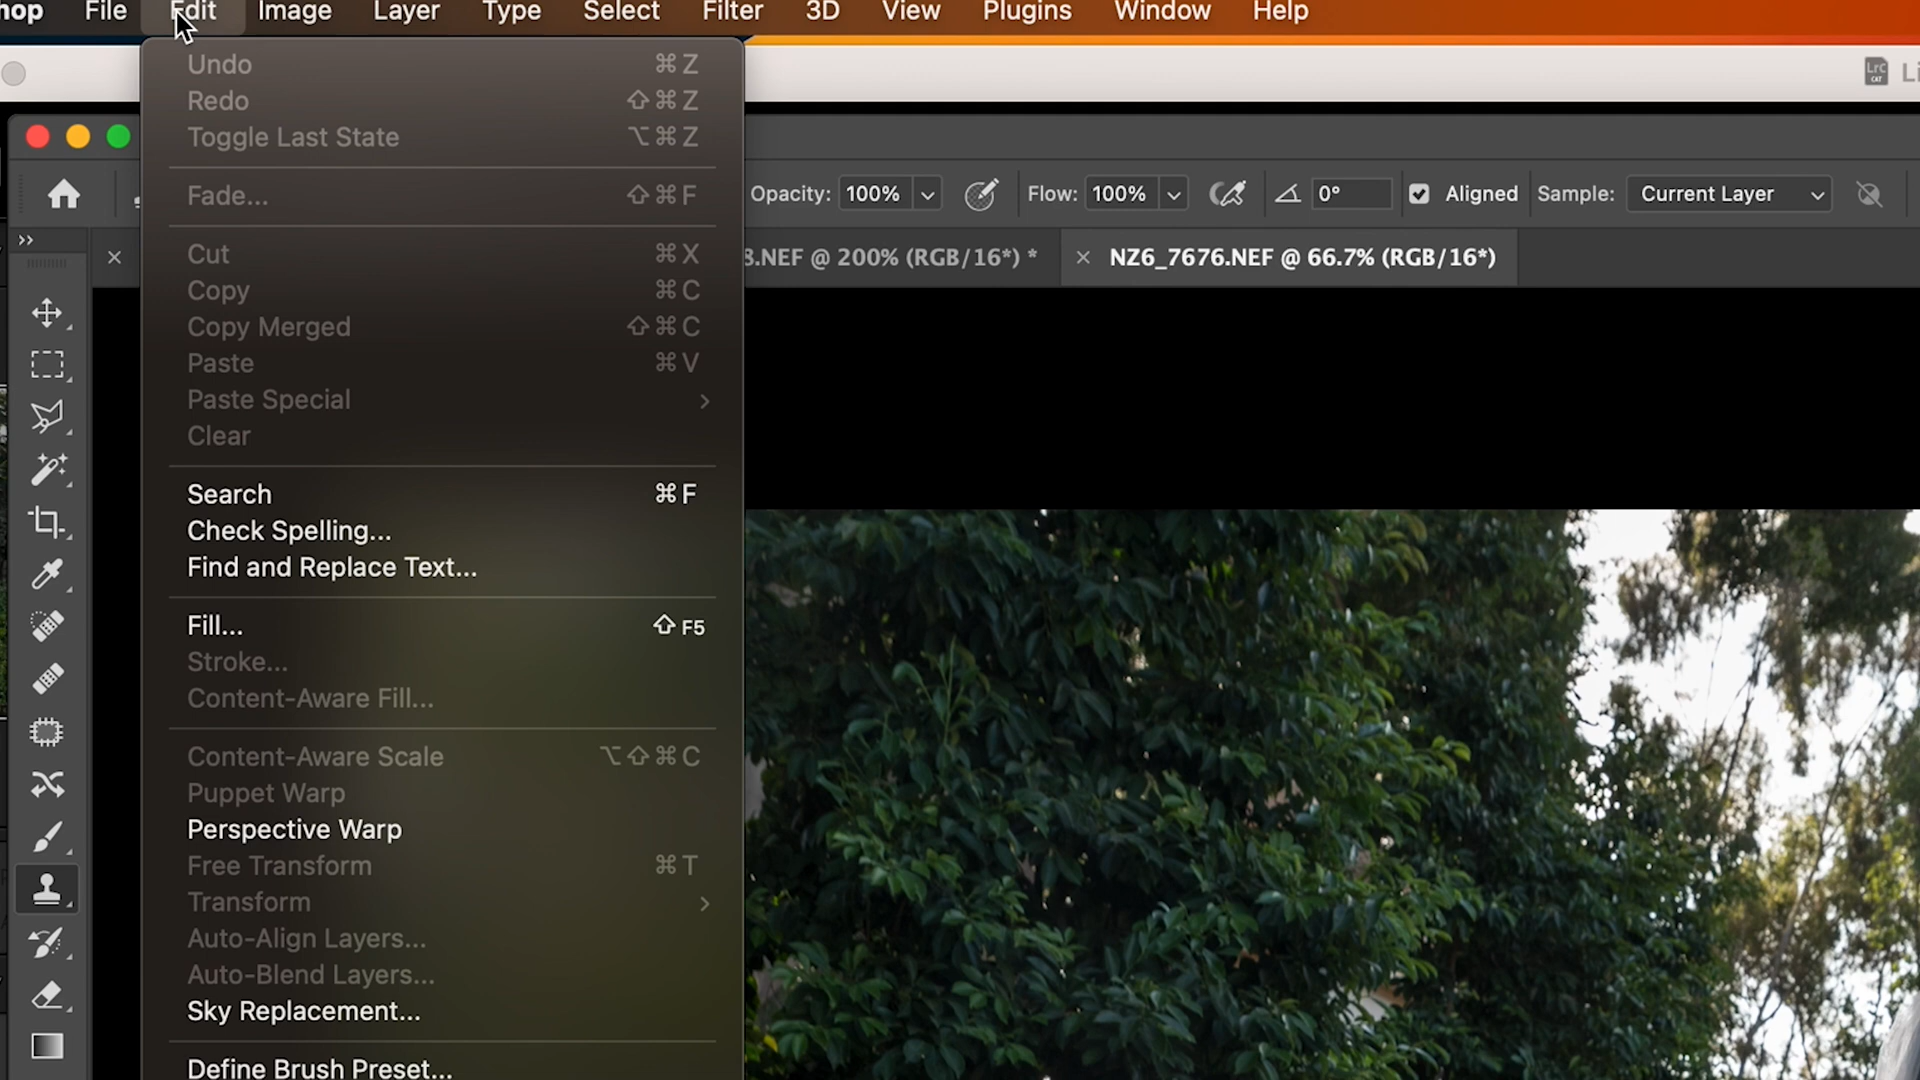 hop File Edit Image Layer Type Select Filter 3D View Plugins Window Help
LrC
CAT
Li
Undo ⌘Z
Redo ⇧⌘Z
Toggle Last State ⌥⌘Z
Fade... ⇧⌘F
Opacity: 100% Flow: 100% 0° Aligned Sample: Current Layer
8.NEF @ 200% (RGB/16*) * × NZ6_7676.NEF @ 66.7% (RGB/16*)
Cut ⌘X
Copy ⌘C
Copy Merged ⇧⌘C
Paste ⌘V
Paste Special >
Clear
Search ⌘F
Check Spelling...
Find and Replace Text...
Fill... ⇧F5
Stroke...
Content-Aware Fill...
Content-Aware Scale ⌥⇧⌘C
Puppet Warp
Perspective Warp
Free Transform ⌘T
Transform >
Auto-Align Layers...
Auto-Blend Layers...
Sky Replacement...
Define Brush Preset...